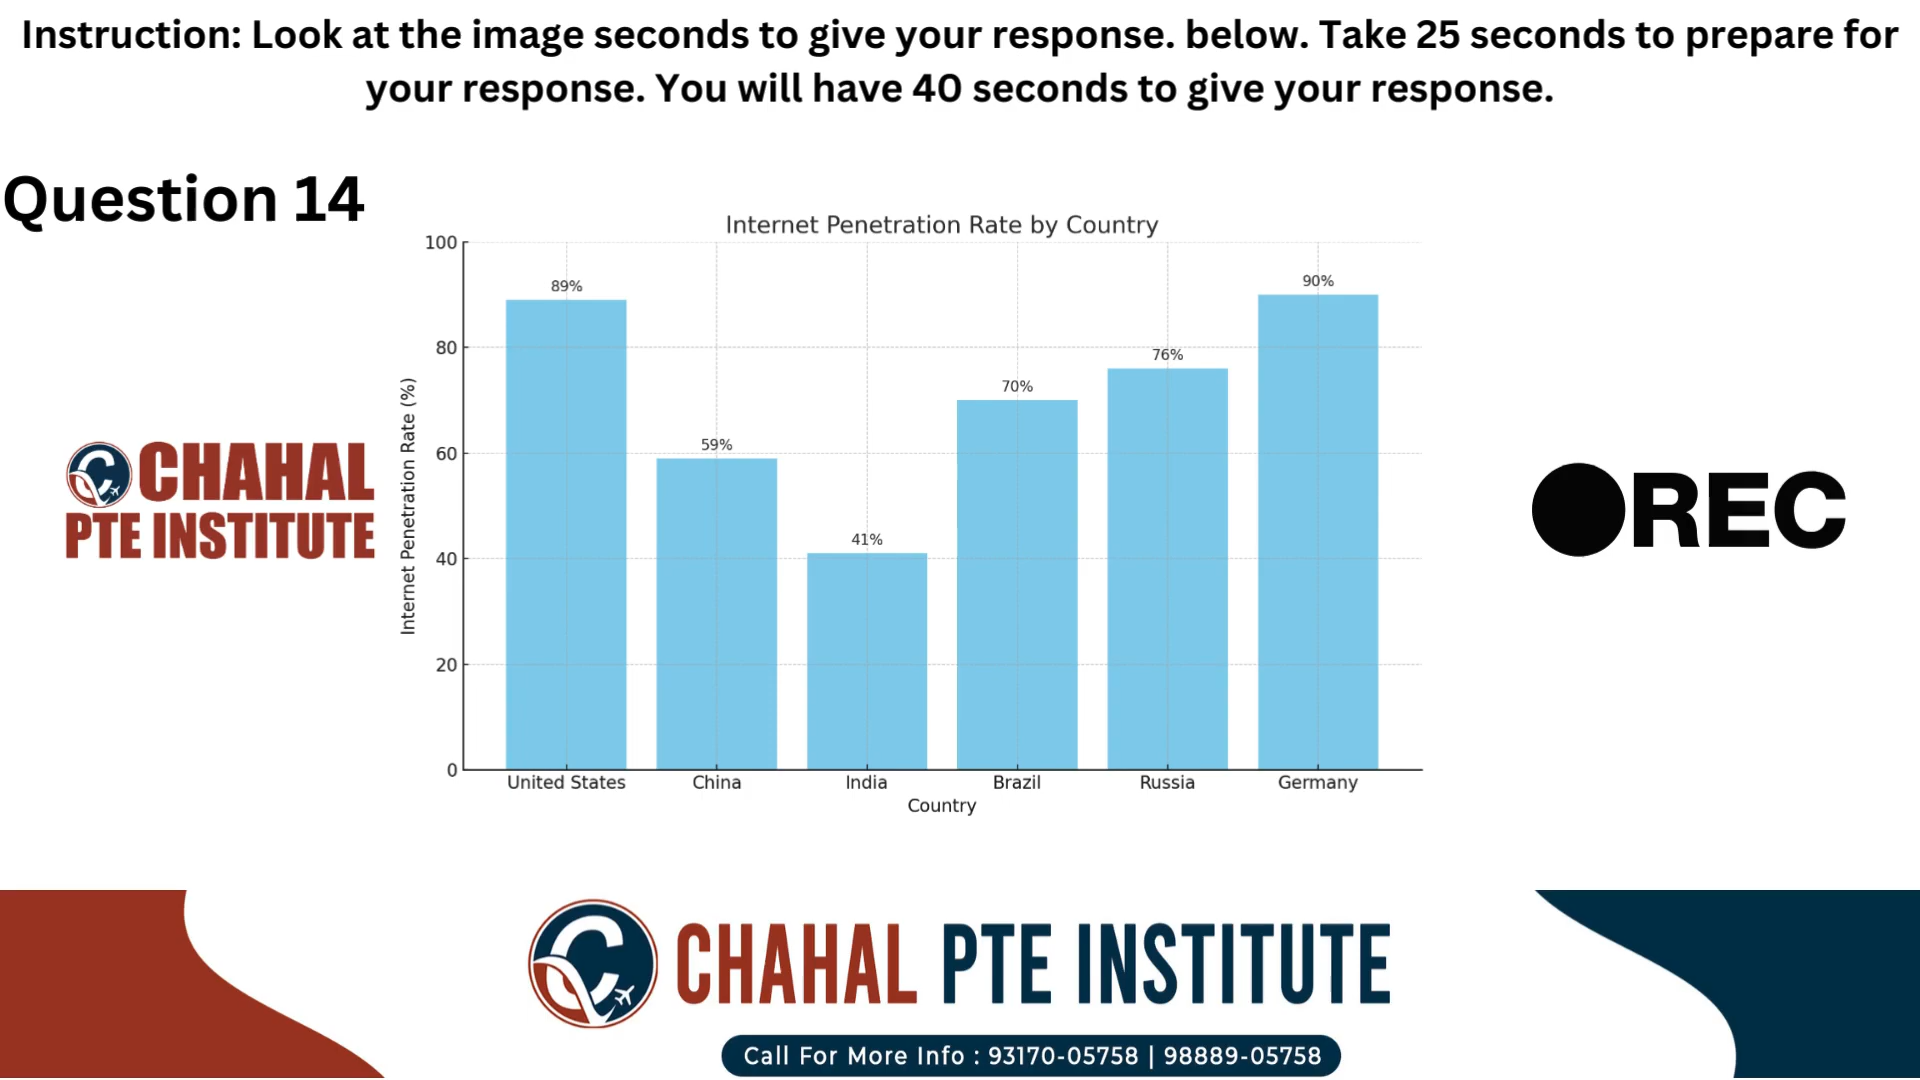 Instruction: Look at the image seconds to give your response. below. Take 25 seconds to prepare for
your response. You will have 40 seconds to give your response.
Question 14
Internet Penetration Rate by Country
Internet Penetration Rate (%)
100
80
60
40
20
0
89%
59%
41%
70%
76%
90%
United States
China
India
Brazil
Russia
Germany
Country
CHAHAL
PTE INSTITUTE
REC
CHAHAL PTE INSTITUTE
Call For More Info : 93170-05758 | 98889-05758